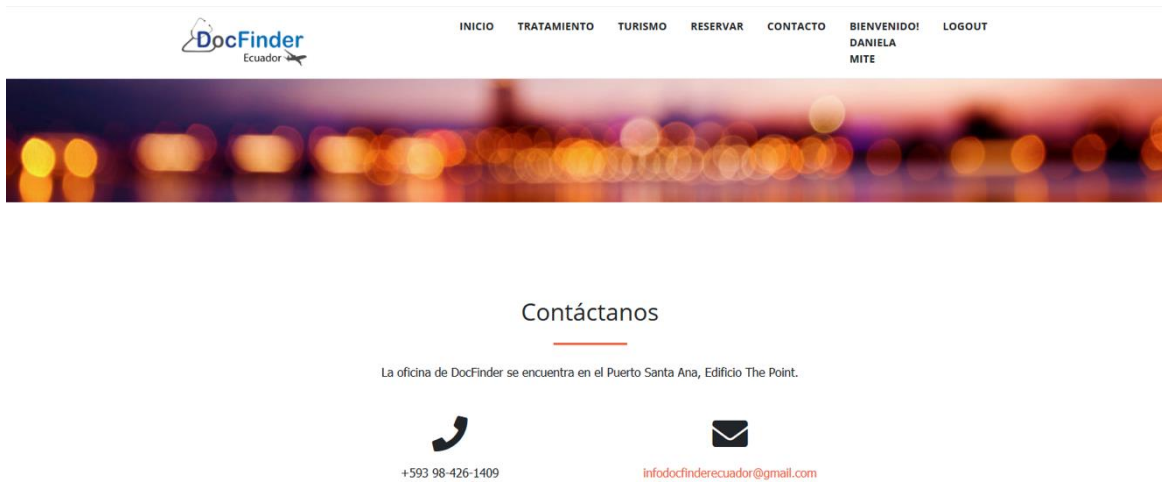 DocFinder
Ecuador
INICIO TRATAMIENTO TURISMO RESERVAR CONTACTO BIENVENIDO! LOGOUT
DANIELA
MITE
Contáctanos
La oficina de DocFinder se encuentra en el Puerto Santa Ana, Edificio The Point.
+593 98-426-1409 infodocfinderecuador@gmail.com